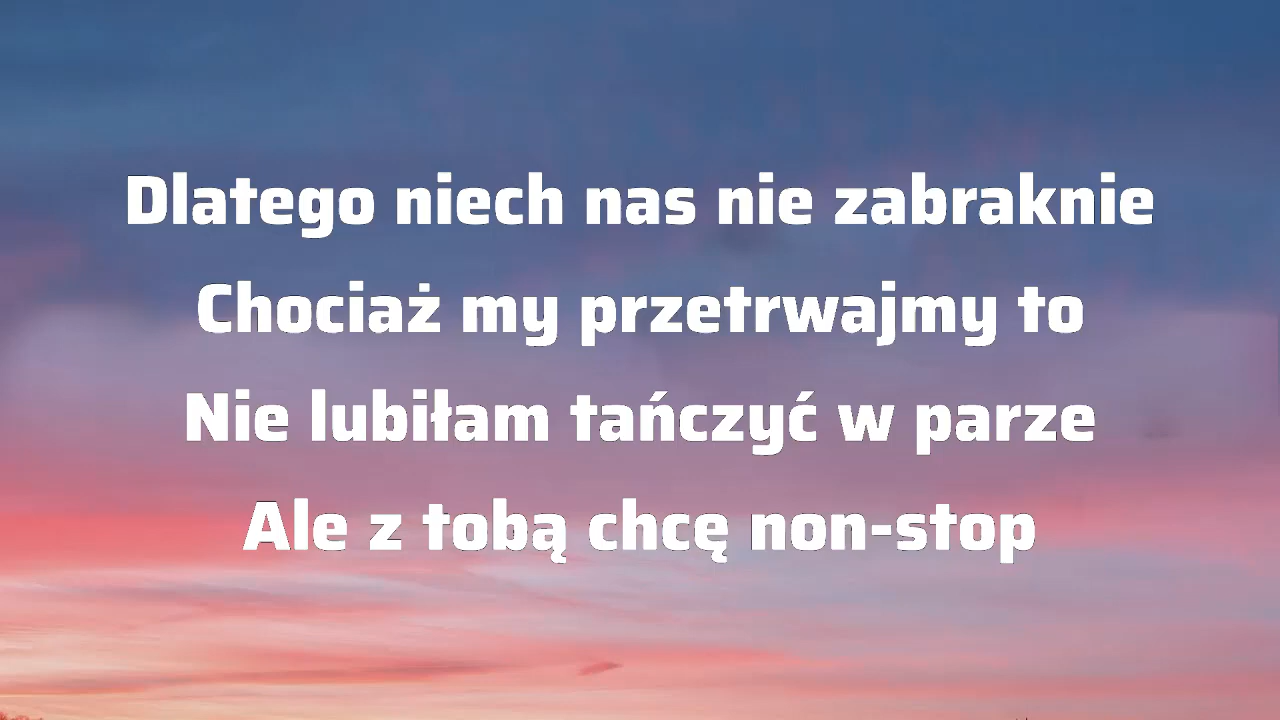 Dlatego niech nas nie zabraknie
Chociaż my przetrwajmy to
Nie lubiłam tańczyć w parze
Ale z tobą chcę non-stop